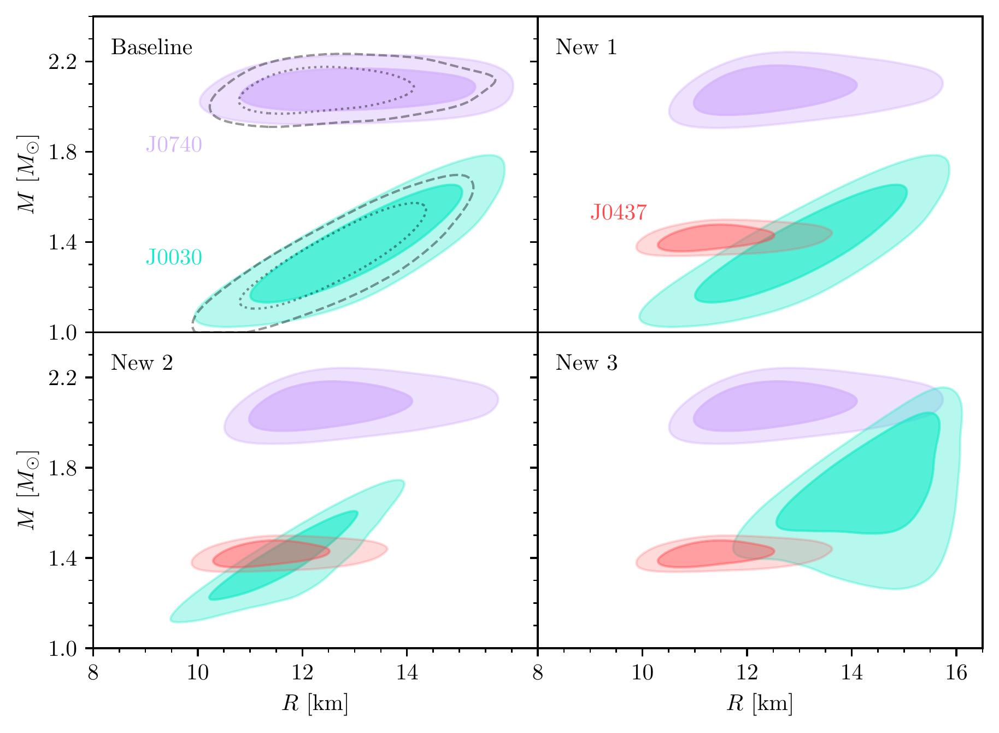 Baseline
New 1
2.2
J0740
1.8
M [M⊙]
J0437
1.4
J0030
1.0
New 2
New 3
2.2
1.8
M [M⊙]
1.4
1.0
8 10 12 14 8 10 12 14 16
R [km] R [km]